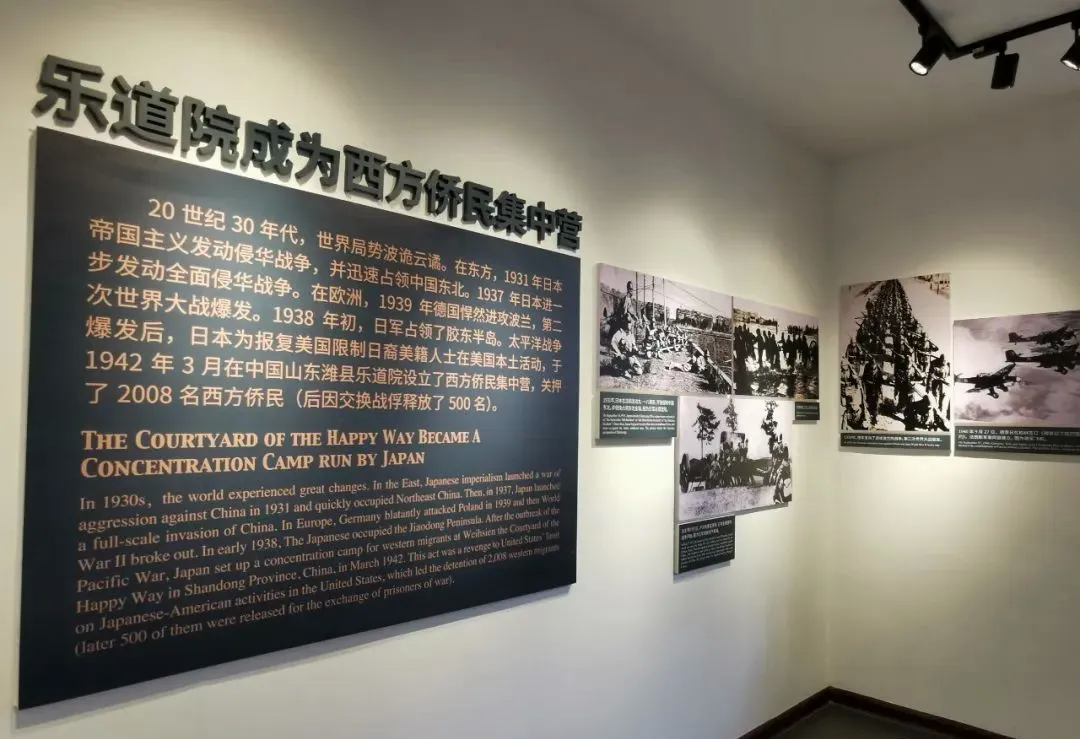 乐道院成为西方侨民集中营
20 世纪 30 年代，世界局势波诡云谲。在东方，1931 年日本
帝国主义发动侵华战争，并迅速占领中国东北。1937 年日本进一
步发动全面侵华战争。在欧洲，1939 年德国悍然进攻波兰，第二
次世界大战爆发。1938 年初，日军占领了胶东半岛。太平洋战争
爆发后，日本为报复美国限制日裔美籍人士在美国本土活动，于
1942 年 3 月在中国山东潍县乐道院设立了西方侨民集中营，关押
了 2008 名西方侨民（后因交换战俘释放了 500 名）。
THE COURTYARD OF THE HAPPY WAY BECAME A
CONCENTRATION CAMP RUN BY JAPAN
In 1930s, the world experienced great changes. In the East, Japanese imperialism launched a war of
aggression against China in 1931 and quickly occupied Northeast China. Then, in 1937, Japan launched
a full-scale invasion of China. In Europe, Germany blatantly attacked Poland in 1939 and then World
War II broke out. In early 1938, The Japanese occupied the Jiaodong Peninsula. After the outbreak of the
Pacific War, Japan set up a concentration camp for western migrants at Weihsien the Courtyard of the
Happy Way in Shandong Province, China, in March 1942. This act was a revenge to United States' limit
on Japanese-American activities in the United States, which led the detention of 2,008 western migrants
(later 500 of them were released for the exchange of prisoners of war).